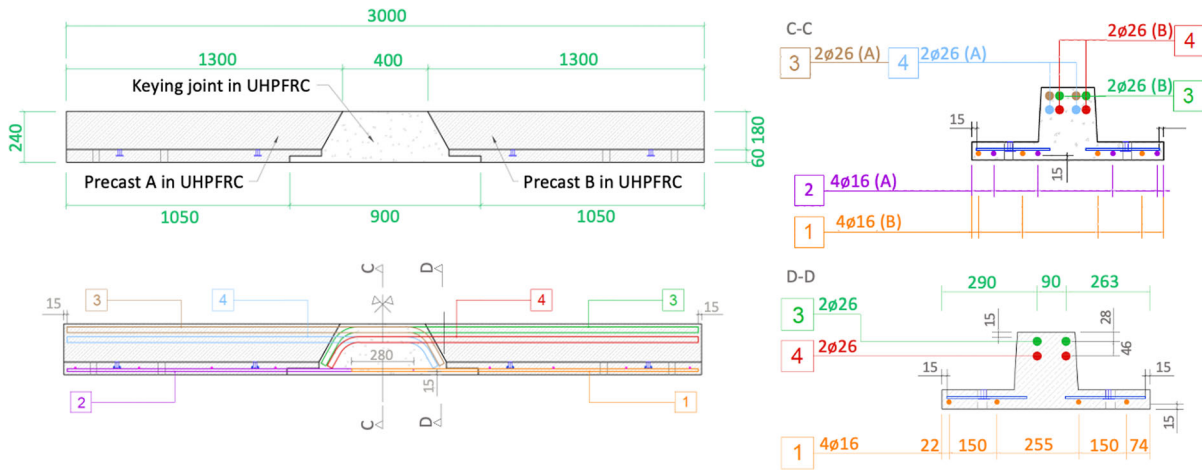 3000
1300
400
1300
Keying joint in UHPFRC
240
180
60
Precast A in UHPFRC
Precast B in UHPFRC
1050
900
1050
C
D
15
3
4
4
3
15
280
15
2
1
C
D
C-C
2ø26 (B)
4
3
2ø26 (A)
4
2ø26 (A)
2ø26 (B)
3
15
15
15
2
4ø16 (A)
1
4ø16 (B)
D-D
290
90
263
3
2ø26
15
28
4
2ø26
46
15
15
15
1
4ø16
22
150
255
150
74